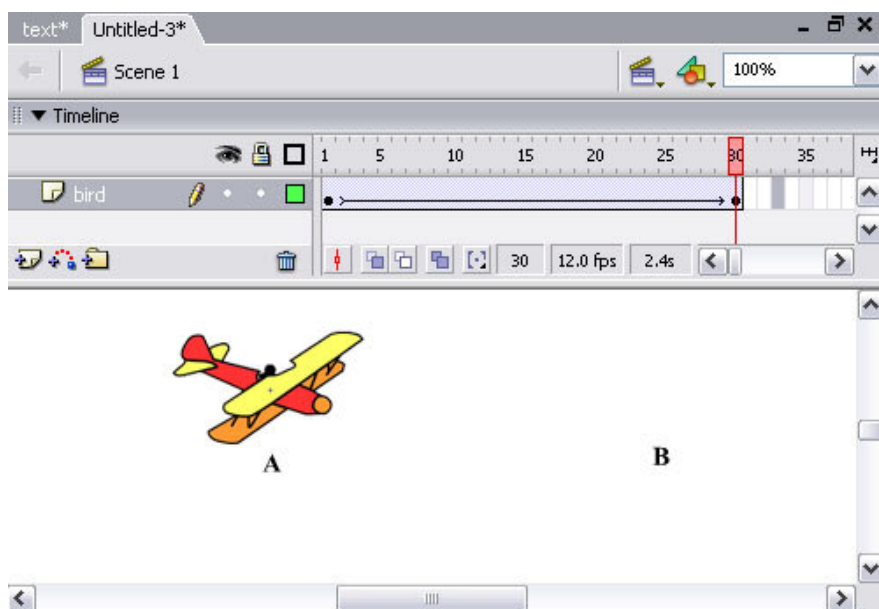 text* Untitled-3*
Scene 1 100%
Timeline
1 5 10 15 20 25 30 35
bird
30 12.0 fps 2.4s
A B